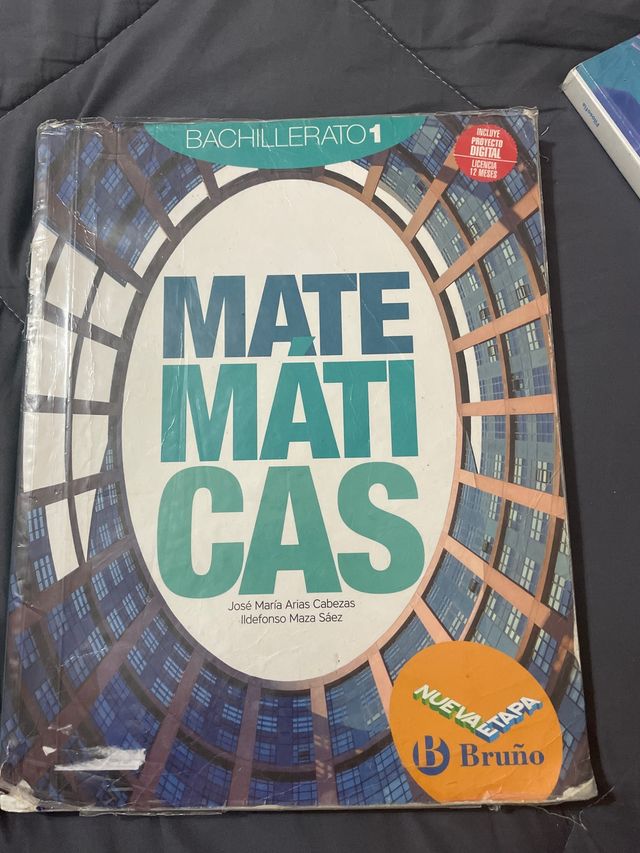 BACHILLERATO 1
INCLUYE
PROYECTO
DIGITAL
LICENCIA
12 MESES
Filosofía
MATE
MÁTI
CAS
José María Arias Cabezas
Ildefonso Maza Sáez
NUEVA ETAPA
B Bruño